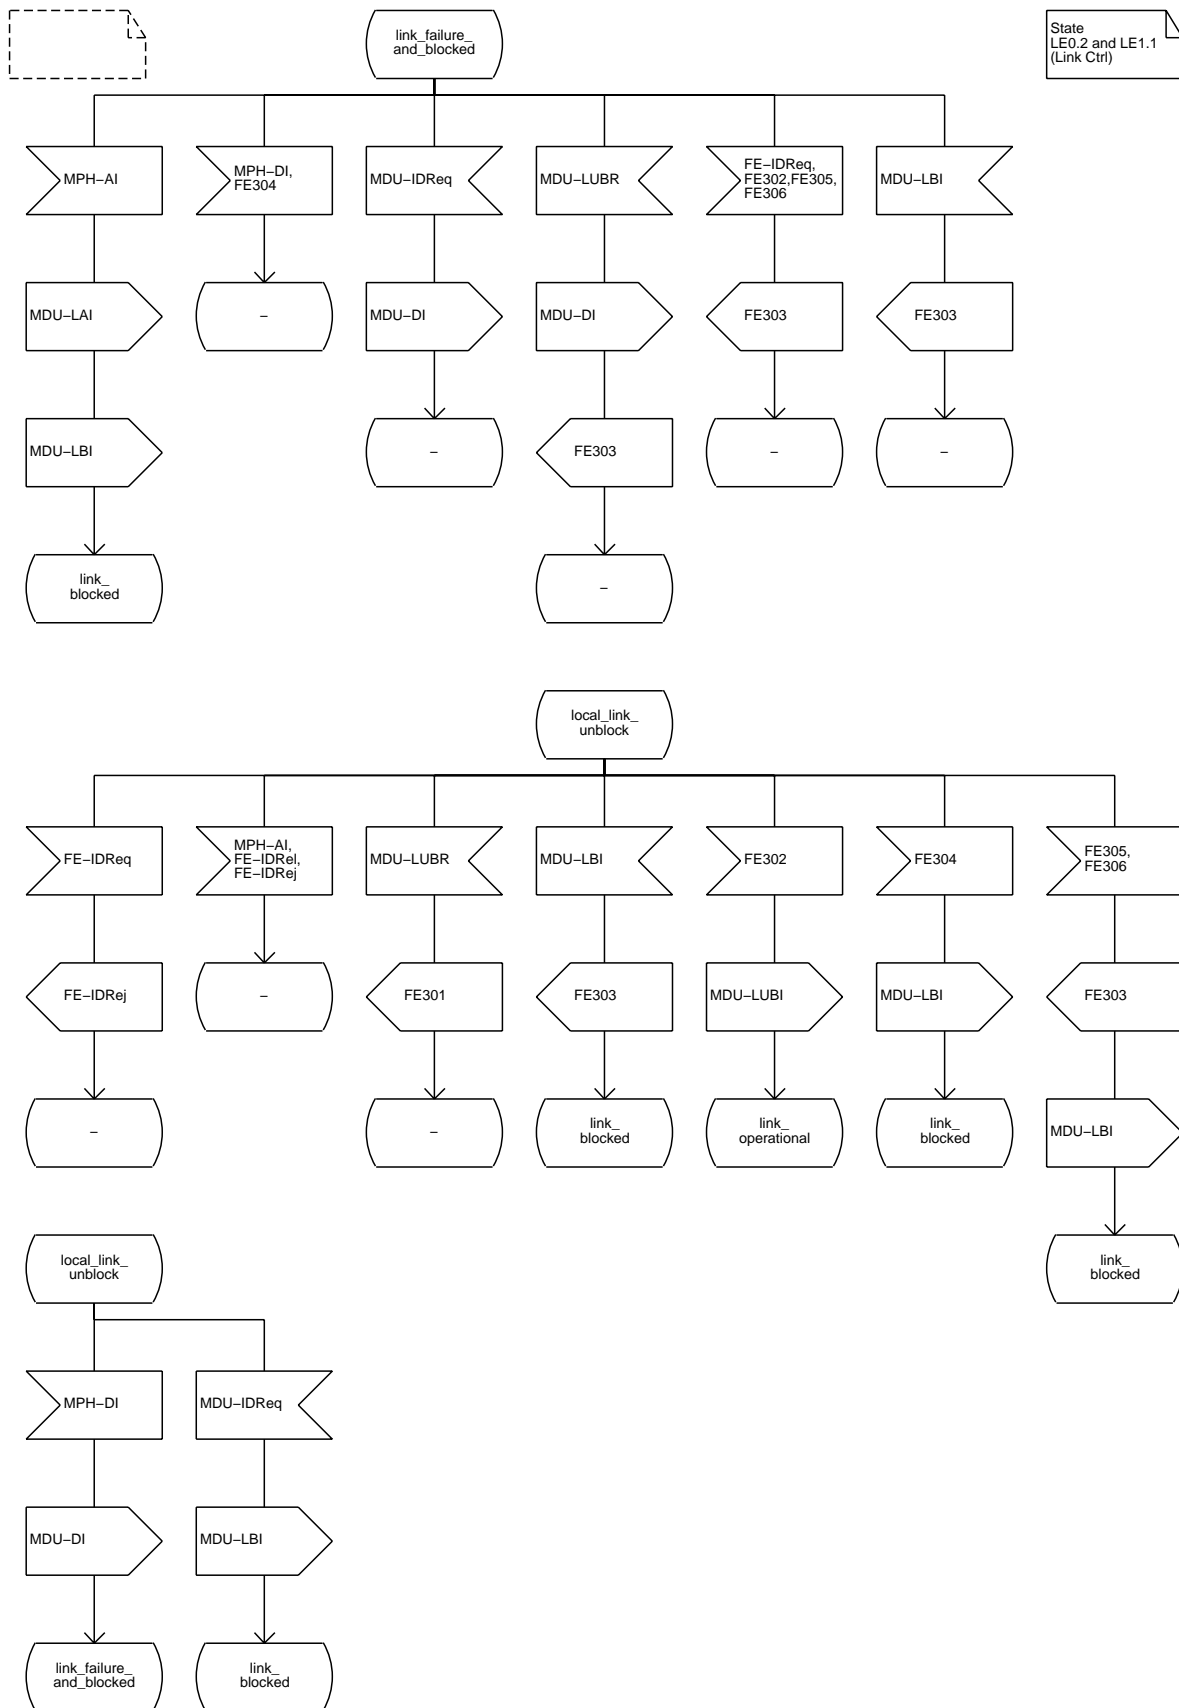 link_failure_
and_blocked
State
LE0.2 and LE1.1
(Link Ctrl)
MPH–AI
MPH–DI,
FE304
MDU–IDReq
MDU–LUBR
FE–IDReq,
FE302,FE305,
FE306
MDU–LBI
MDU–LAI
–
MDU–DI
MDU–DI
FE303
FE303
MDU–LBI
–
FE303
–
–
link_
blocked
–
local_link_
unblock
FE–IDReq
MPH–AI,
FE–IDRel,
FE–IDRej
MDU–LUBR
MDU–LBI
FE302
FE304
FE305,
FE306
FE–IDRej
–
FE301
FE303
MDU–LUBI
MDU–LBI
FE303
–
–
link_
blocked
link_
operational
link_
blocked
MDU–LBI
local_link_
unblock
link_
blocked
MPH–DI
MDU–IDReq
MDU–DI
MDU–LBI
link_failure_
and_blocked
link_
blocked